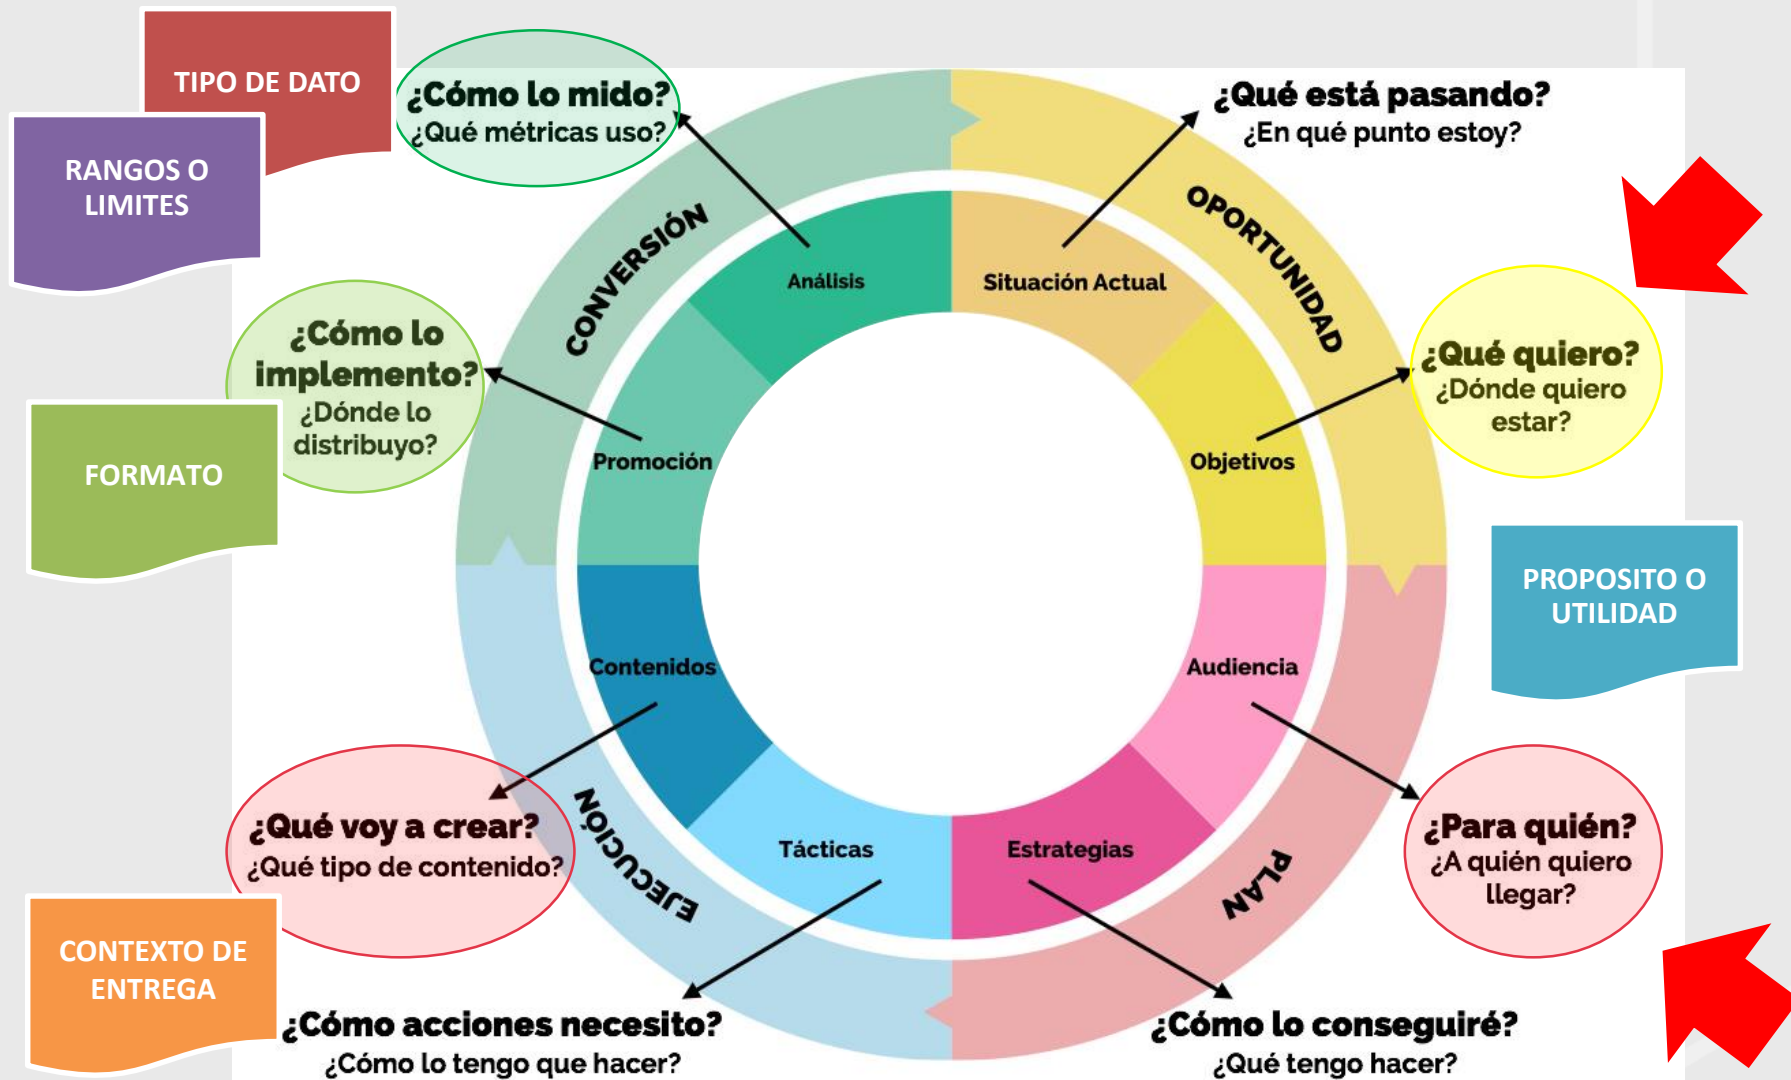 TIPO DE DATO
RANGOS O
LIMITES
¿Cómo lo mido?
¿Qué métricas uso?
¿Qué está pasando?
¿En qué punto estoy?
CONVERSIÓN
OPORTUNIDAD
Análisis
Situación Actual
¿Cómo lo
implemento?
¿Dónde lo
distribuyo?
¿Qué quiero?
¿Dónde quiero
estar?
FORMATO
Promoción
Objetivos
PROPOSITO O
UTILIDAD
Contenidos
Audiencia
¿Qué voy a crear?
¿Qué tipo de contenido?
EJECUCIÓN
Tácticas
Estrategias
PLAN
¿Para quién?
¿A quién quiero
llegar?
CONTEXTO DE
ENTREGA
¿Cómo acciones necesito?
¿Cómo lo tengo que hacer?
¿Cómo lo conseguiré?
¿Qué tengo hacer?